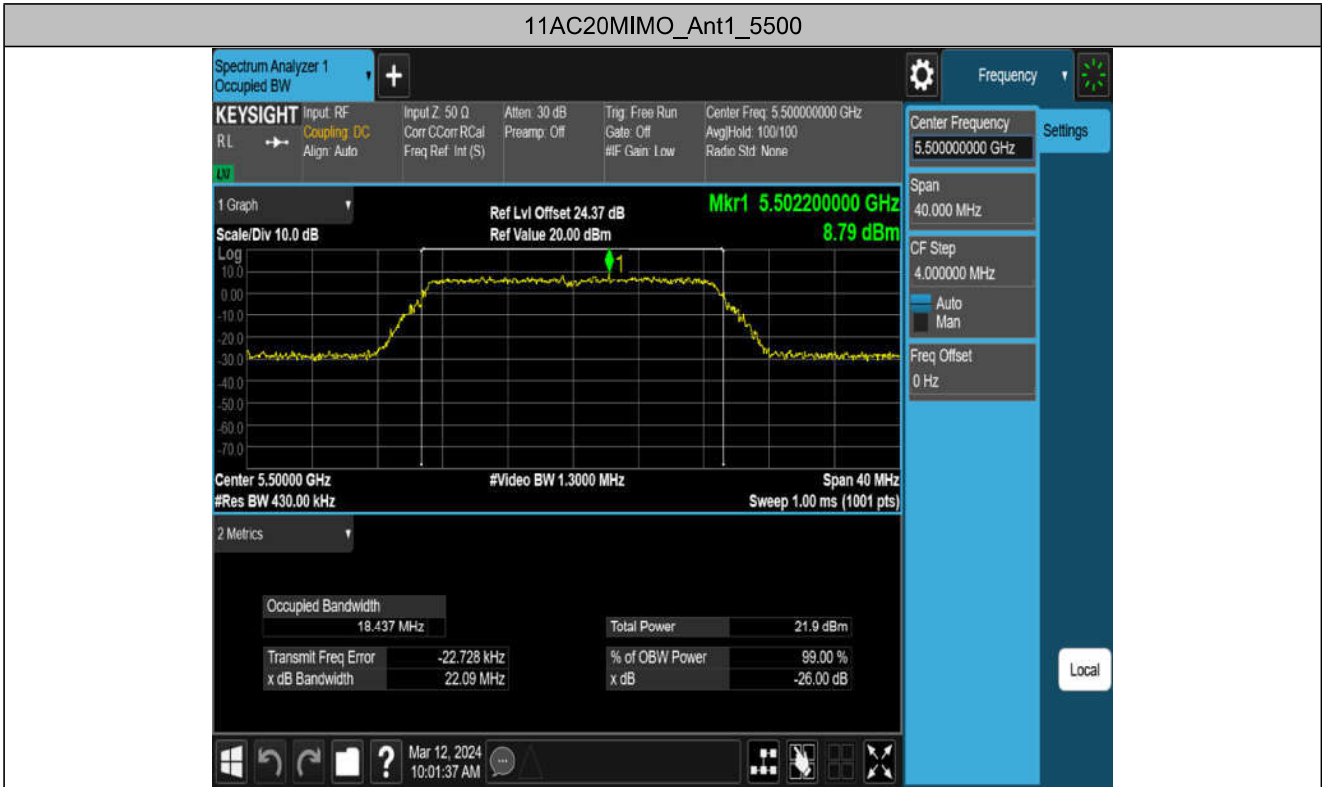 11AC20MIMO_Ant1_5500
Spectrum Analyzer 1
Occupied BW
+
Frequency
KEYSIGHT
RL
LXI
Input: RF
Coupling: DC
Align: Auto
Input Z: 50 Ω
Corr CCorr RCal
Freq Ref: Int (S)
Atten: 30 dB
Preamp: Off
Trig: Free Run
Gate: Off
#IF Gain: Low
Center Freq: 5.500000000 GHz
Avg|Hold: 100/100
Radio Std: None
Center Frequency
5.500000000 GHz
Settings
Span
40.000 MHz
CF Step
4.000000 MHz
Auto
Man
Freq Offset
0 Hz
Local
1 Graph
Scale/Div 10.0 dB
Ref Lvl Offset 24.37 dB
Ref Value 20.00 dBm
Mkr1 5.502200000 GHz
8.79 dBm
Log
10.0
0.00
-10.0
-20.0
-30.0
-40.0
-50.0
-60.0
-70.0
1
Center 5.50000 GHz
#Video BW 1.3000 MHz
Span 40 MHz
#Res BW 430.00 kHz
Sweep 1.00 ms (1001 pts)
2 Metrics
Occupied Bandwidth
18.437 MHz
Total Power 21.9 dBm
Transmit Freq Error -22.728 kHz
% of OBW Power 99.00 %
x dB Bandwidth 22.09 MHz
x dB -26.00 dB
?
Mar 12, 2024
10:01:37 AM